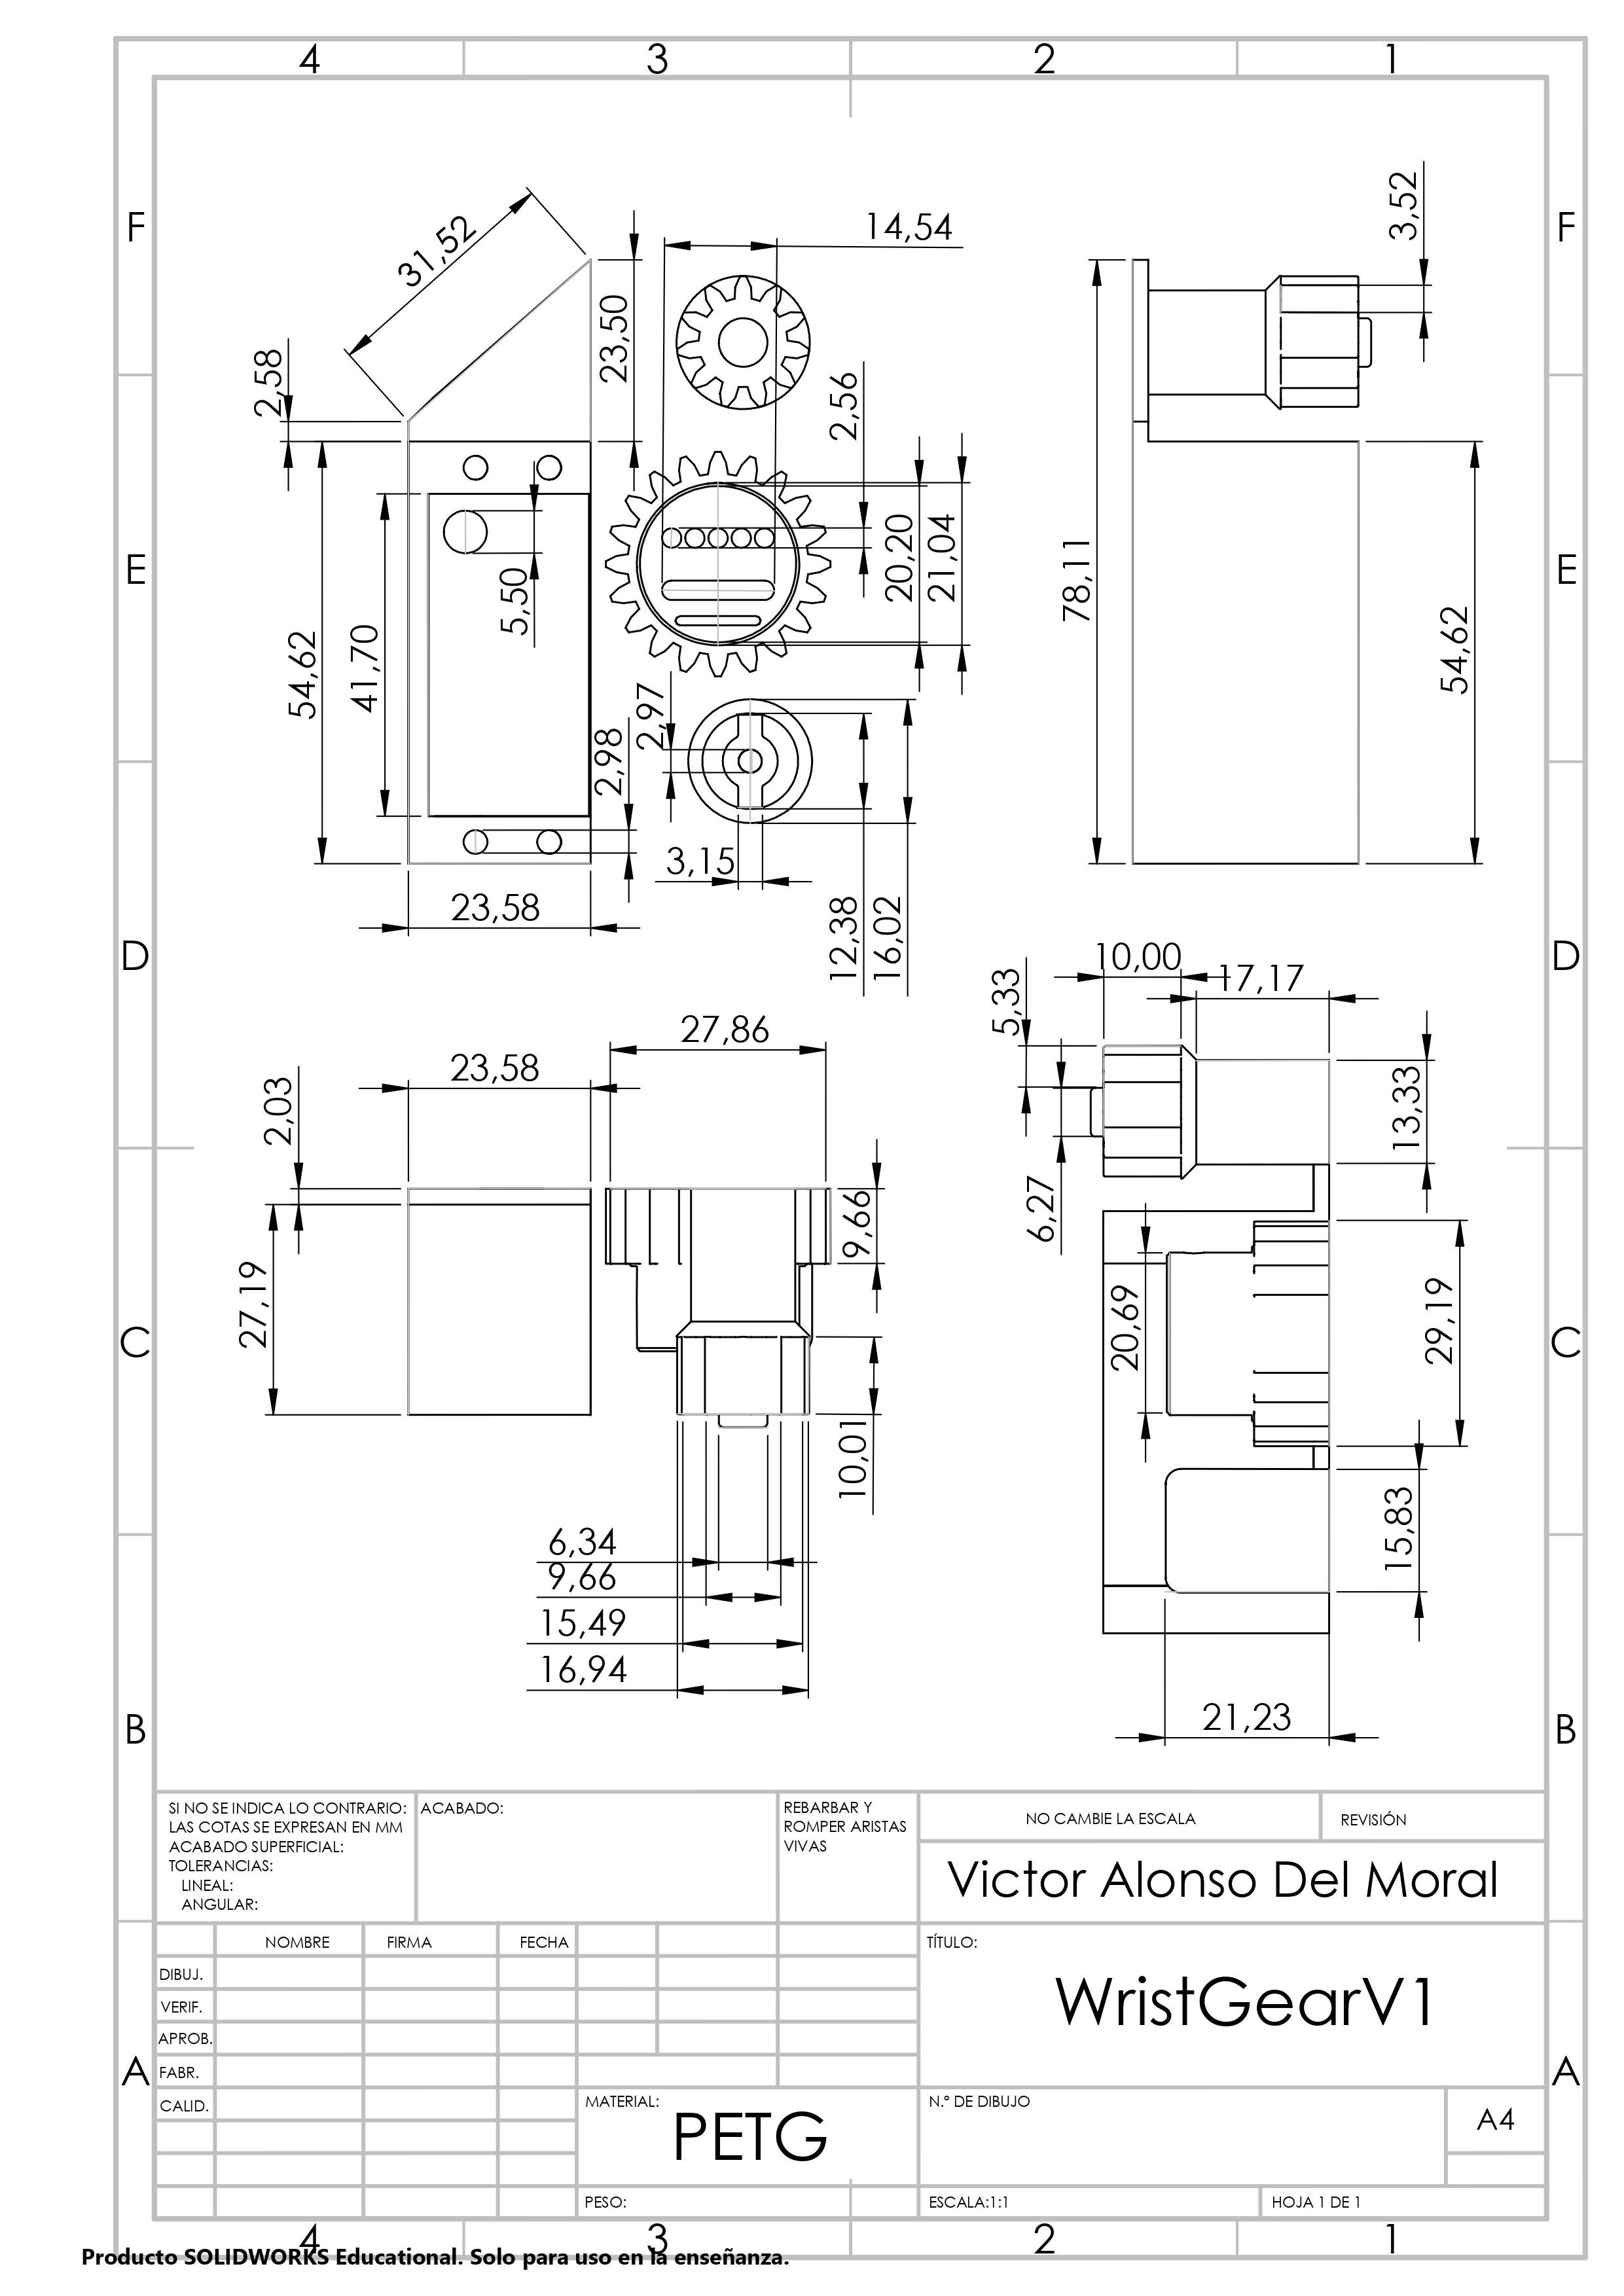 4 3 2 1
F F
31,52
14,54
3,52
23,50
2,58
2,56
E E
5,50
20,20
21,04
78,11
54,62
41,70
54,62
2,97
2,98
3,15
23,58
12,38
16,02
D D
10,00
17,17
5,33
27,86
23,58
2,03
13,33
6,27
9,66
27,19
20,69
29,19
C C
10,01
15,83
6,34
9,66
15,49
16,94
21,23
B B
SI NO SE INDICA LO CONTRARIO:
LAS COTAS SE EXPRESAN EN MM
ACABADO SUPERFICIAL:
TOLERANCIAS:
LINEAL:
ANGULAR:
ACABADO:
REBARBAR Y
ROMPER ARISTAS
VIVAS
NO CAMBIE LA ESCALA
REVISIÓN
Victor Alonso Del Moral
NOMBRE FIRMA FECHA
DIBUJ.
VERIF.
APROB.
FABR.
CALID.
TÍTULO:
WristGearV1
A A
MATERIAL:
PETG
N.º DE DIBUJO
A4
PESO:
ESCALA:1:1
HOJA 1 DE 1
4 3 2 1
Producto SOLIDWORKS Educational. Solo para uso en la enseñanza.